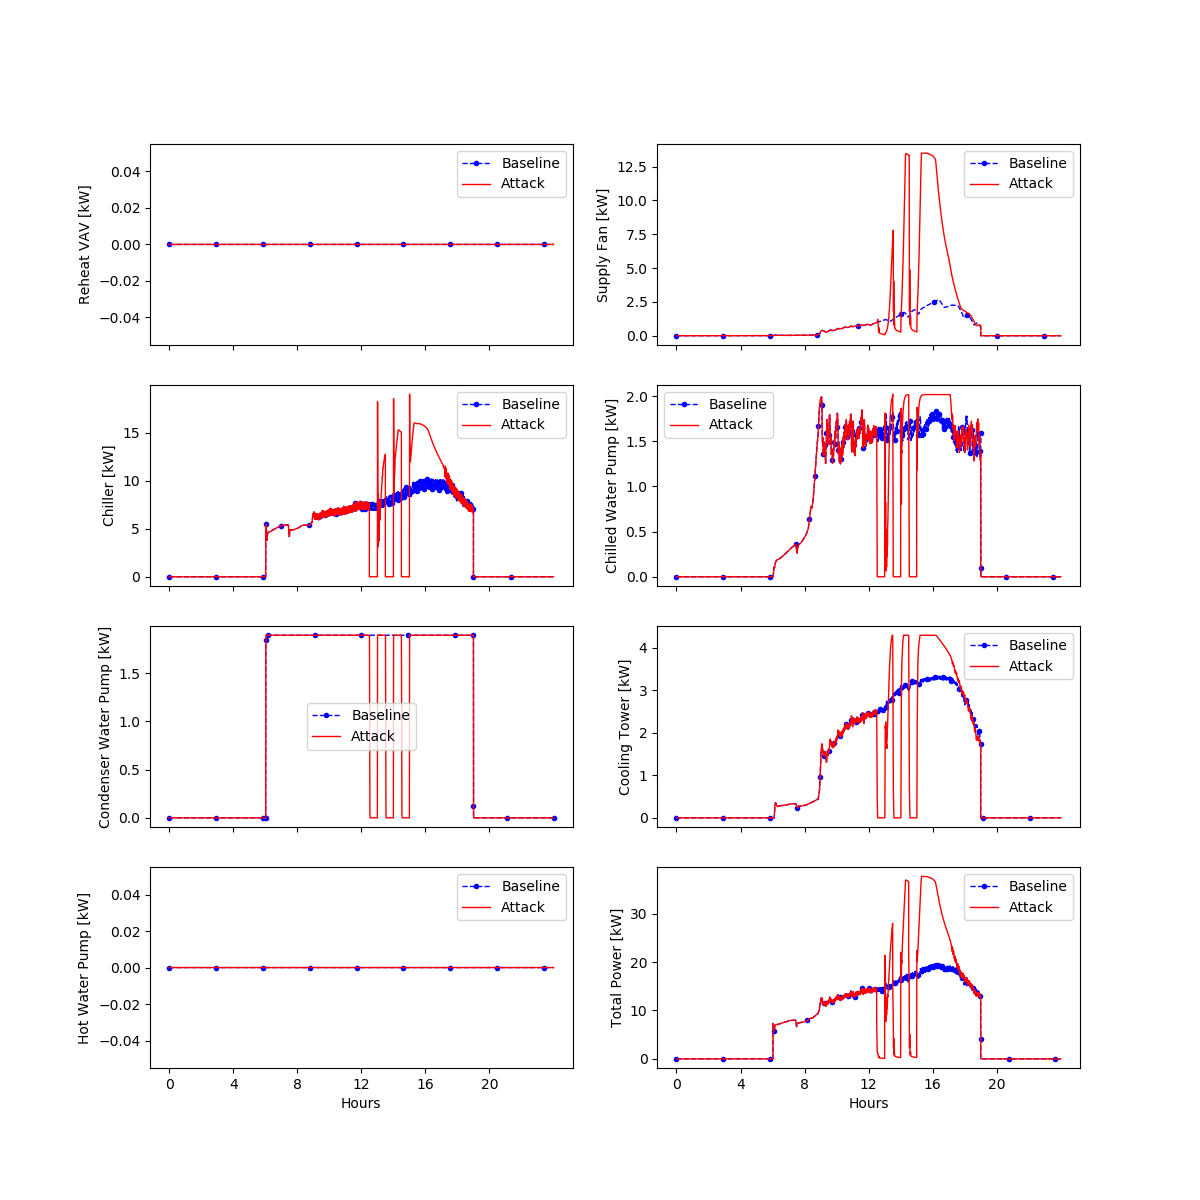 Reheat VAV [kW]
0.04
0.02
0.00
−0.02
−0.04
Baseline
Attack
Supply Fan [kW]
12.5
10.0
7.5
5.0
2.5
0.0
Baseline
Attack
Chiller [kW]
15
10
5
0
Baseline
Attack
Chilled Water Pump [kW]
2.0
1.5
1.0
0.5
0.0
Baseline
Attack
Condenser Water Pump [kW]
1.5
1.0
0.5
0.0
Baseline
Attack
Cooling Tower [kW]
4
3
2
1
0
Baseline
Attack
Hot Water Pump [kW]
0.04
0.02
0.00
−0.02
−0.04
Baseline
Attack
0 4 8 12 16 20
Hours
Total Power [kW]
30
20
10
0
Baseline
Attack
0 4 8 12 16 20
Hours